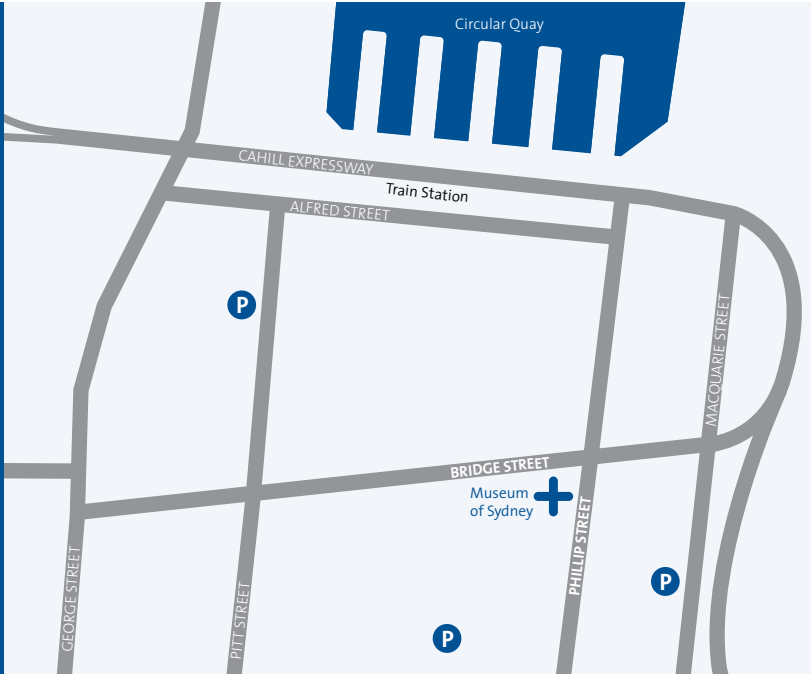 Circular Quay
CAHILL EXPRESSWAY
Train Station
ALFRED STREET
P
MACQUARIE STREET
BRIDGE STREET
Museum
of Sydney
PHILLIP STREET
GEORGE STREET
PITT STREET
P
P